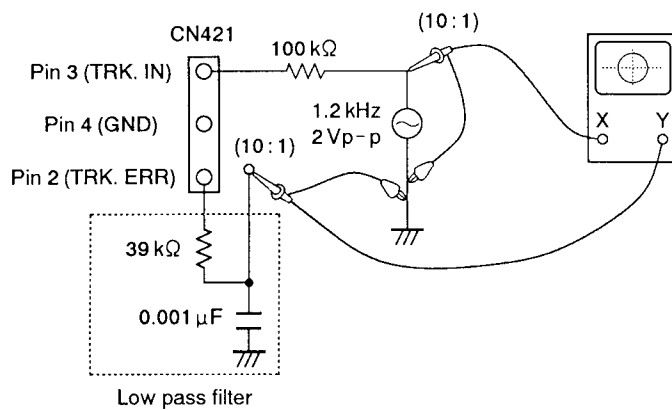 CN421
(10 : 1)
100 kΩ
Pin 3 (TRK. IN)
1.2 kHz
2 Vp-p
Pin 4 (GND)
X
Y
(10 : 1)
Pin 2 (TRK. ERR)
39 kΩ
0.001 μF
Low pass filter